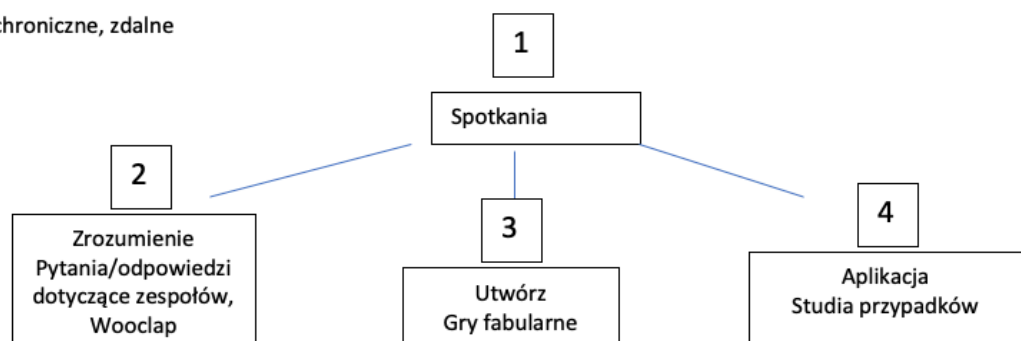 chroniczne, zdalne
1
Spotkania
2
Zrozumienie
Pytania/odpowiedzi
dotyczące zespołów,
Wooclap
3
Utwórz
Gry fabularne
4
Aplikacja
Studia przypadków